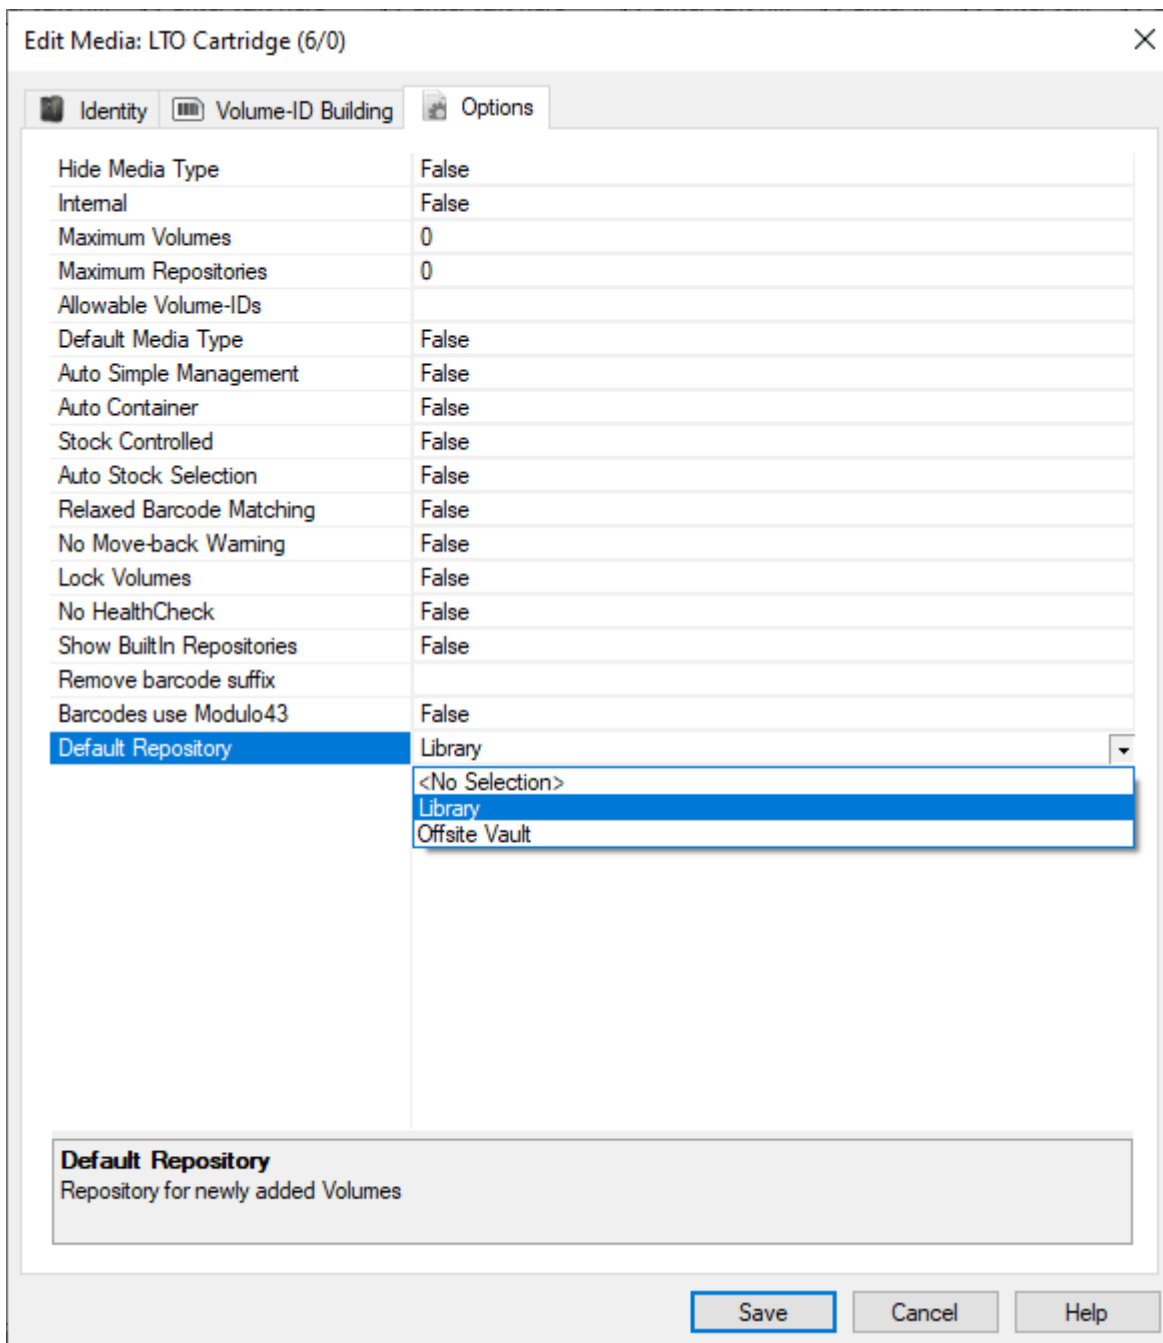 Edit Media: LTO Cartridge (6/0)
Identity Volume-ID Building Options
Hide Media Type False
Internal False
Maximum Volumes 0
Maximum Repositories 0
Allowable Volume-IDs
Default Media Type False
Auto Simple Management False
Auto Container False
Stock Controlled False
Auto Stock Selection False
Relaxed Barcode Matching False
No Move-back Warning False
Lock Volumes False
No HealthCheck False
Show BuiltIn Repositories False
Remove barcode suffix
Barcodes use Modulo43 False
Default Repository Library
<No Selection>
Library
Offsite Vault
Default Repository
Repository for newly added Volumes
Save Cancel Help